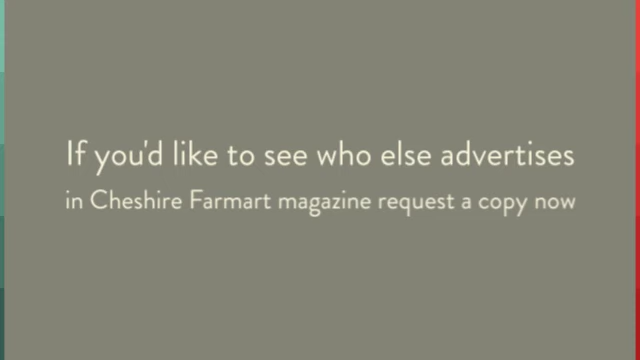 If you'd like to see who else advertises
in Cheshire Farmart magazine request a copy now